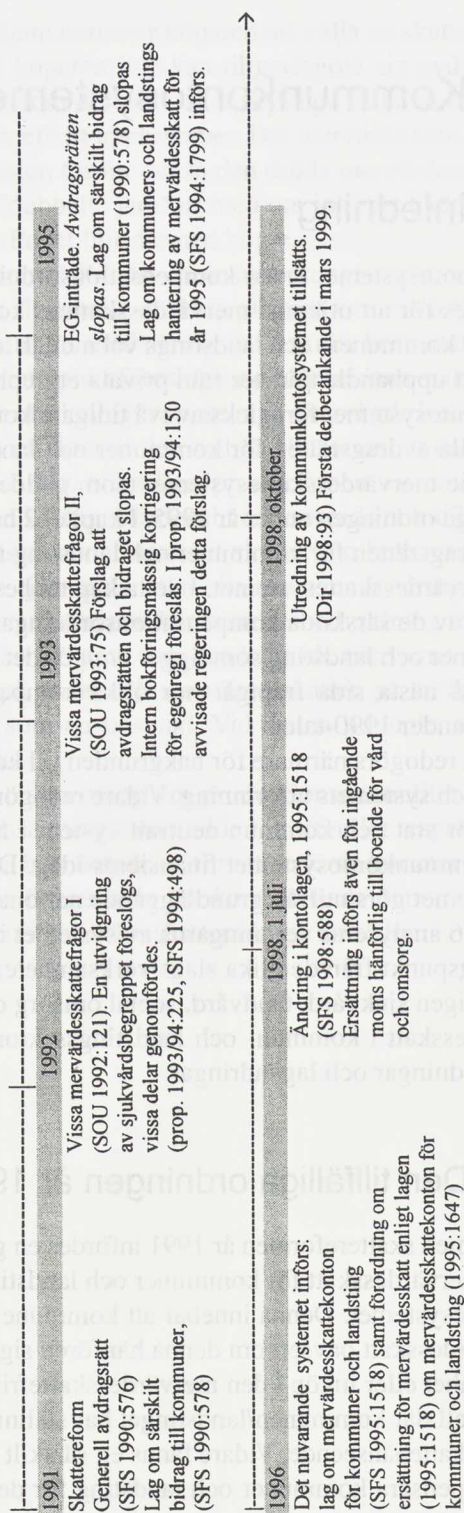 1991
Skattereform
Generell avdragsrätt
(SFS 1990:576).
Lag om särskilt
bidrag till kommuner,
(SFS 1990:578)
1992
Vissa mervärdesskattefrågor I
(SOU 1992:121). En utvidgning
av sjukvårdsbegreppet föreslogs,
vissa delar genomfördes.
(prop. 1993/94:225, SFS 1994:498)
1993
Vissa mervärdesskattefrågor II,
(SOU 1993:75). Förslag att
avdragsrätten och bidraget slopas.
Intern bokföringsmässig korrigering
för egenregi föreslås. I prop. 1993/94:150
avvisade regeringen detta förslag.
1995
EG-inträde. Avdragsrätten
slopas. Lag om särskilt bidrag
till kommuner (1990:578) slopas
Lag om kommuners och landstings
hantering av mervärdesskatt för
år 1995 (SFS 1994:1799) införs.
1996
Det nuvarande systemet införs.
lag om mervärdesskattekonton
för kommuner och landsting
(SFS 1995:1518) och förordning om
ersättning för mervärdesskatt enligt lagen
(1995:1518) om mervärdesskattekonton för
kommuner och landsting (1995:1647)
1998, 1 juli
Ändring i kontolagen, 1995:1518
(SFS 1998:588)
Ersättning införs även för ingående
moms hänförlig till boende för vård
och omsorg.
1998, oktober
Utredning av kommunkontosystemet tillsätts.
(Dir. 1998:93) Första delbetänkandet mars 1999